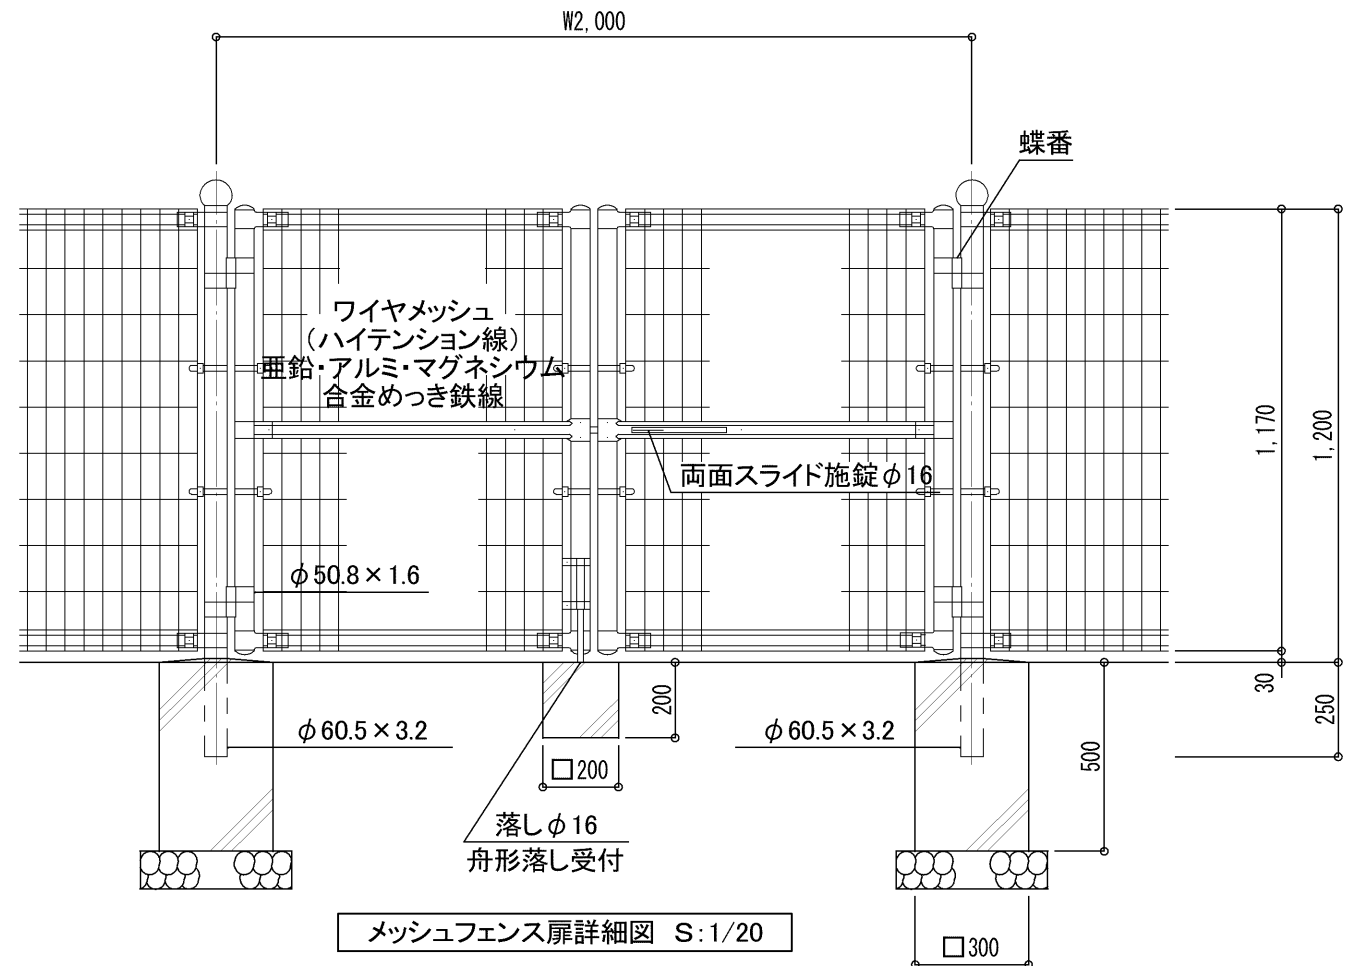 W2,000
蝶番
ワイヤメッシュ
(ハイテンション線)
亜鉛・アルミ・マグネシウム
合金めっき鉄線
1,170
1,200
両面スライド施錠φ16
φ50.8×1.6
30
250
200
φ60.5×3.2
φ60.5×3.2
500
□200
落しφ16
舟形落し受付
メッシュフェンス扉詳細図 S:1/20
□300